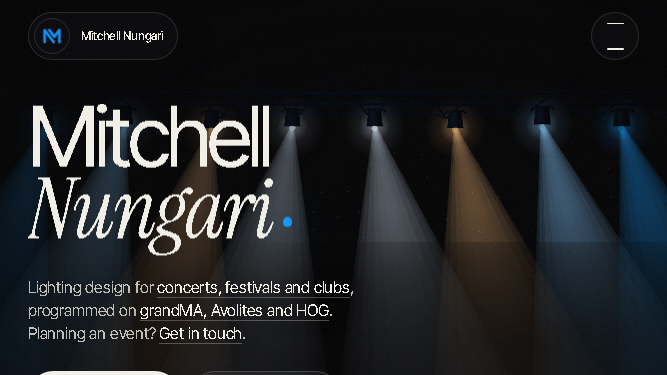 Mitchell Nungari
Mitchell
Nungari.
Lighting design for concerts, festivals and clubs,
programmed on grandMA, Avolites and HOG.
Planning an event? Get in touch.